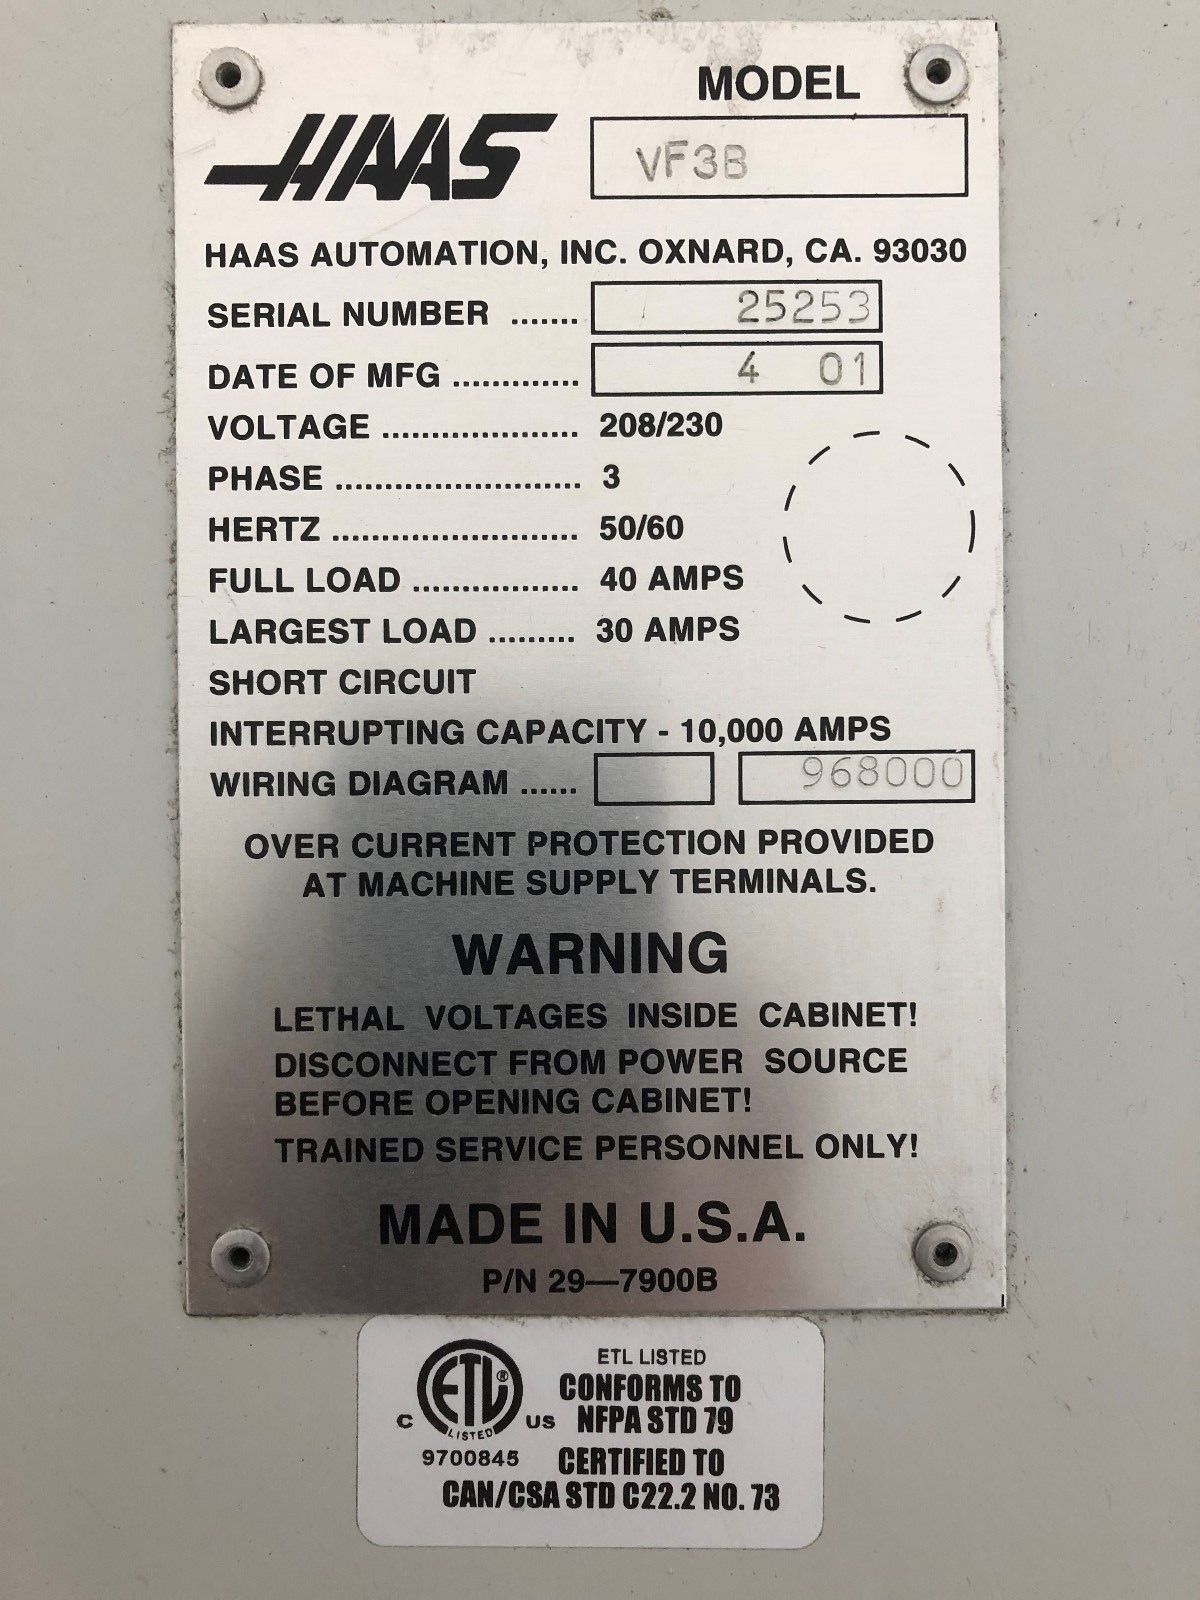 MODEL
HAAS
VF3B
HAAS AUTOMATION, INC. OXNARD, CA. 93030
SERIAL NUMBER ....... 25253
DATE OF MFG ............. 4 01
VOLTAGE .................... 208/230
PHASE ......................... 3
HERTZ ......................... 50/60
FULL LOAD ................. 40 AMPS
LARGEST LOAD ......... 30 AMPS
SHORT CIRCUIT
INTERRUPTING CAPACITY - 10,000 AMPS
WIRING DIAGRAM ...... 968000
OVER CURRENT PROTECTION PROVIDED
AT MACHINE SUPPLY TERMINALS.
WARNING
LETHAL VOLTAGES INSIDE CABINET!
DISCONNECT FROM POWER SOURCE
BEFORE OPENING CABINET!
TRAINED SERVICE PERSONNEL ONLY!
MADE IN U.S.A.
P/N 29—7900B
ETL LISTED
CONFORMS TO
NFPA STD 79
C ETL® LISTED US
9700845
CERTIFIED TO
CAN/CSA STD C22.2 NO. 73